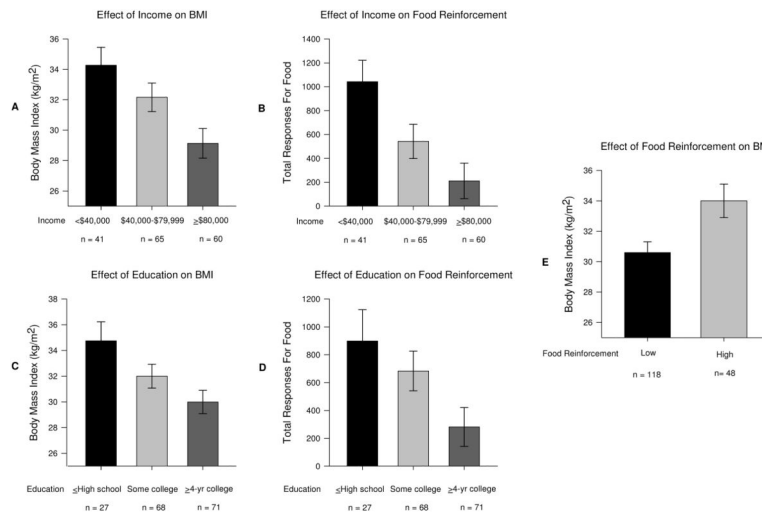 Effect of Income on BMI
A
Body Mass Index (kg/m²)
36
34
32
30
28
26
Income <$40,000 $40,000-$79,999 ≥$80,000
n = 41 n = 65 n = 60
Effect of Income on Food Reinforcement
B
Total Responses For Food
1400
1200
1000
800
600
400
200
0
<$40,000 $40,000-$79,999 ≥$80,000
Income
n = 41 n = 65 n = 60
Effect of Education on BMI
C
Body Mass Index (kg/m²)
38
36
34
32
30
28
26
Education ≤High school Some college ≥4-yr college
n = 27 n = 68 n = 71
Effect of Education on Food Reinforcement
D
Total Responses For Food
1200
1000
800
600
400
200
0
Education ≤High school Some college ≥4-yr college
n = 27 n = 68 n = 71
Effect of Food Reinforcement on BM
E
Body Mass Index (kg/m²)
36
34
32
30
28
26
Food Reinforcement Low High
n = 118 n= 48